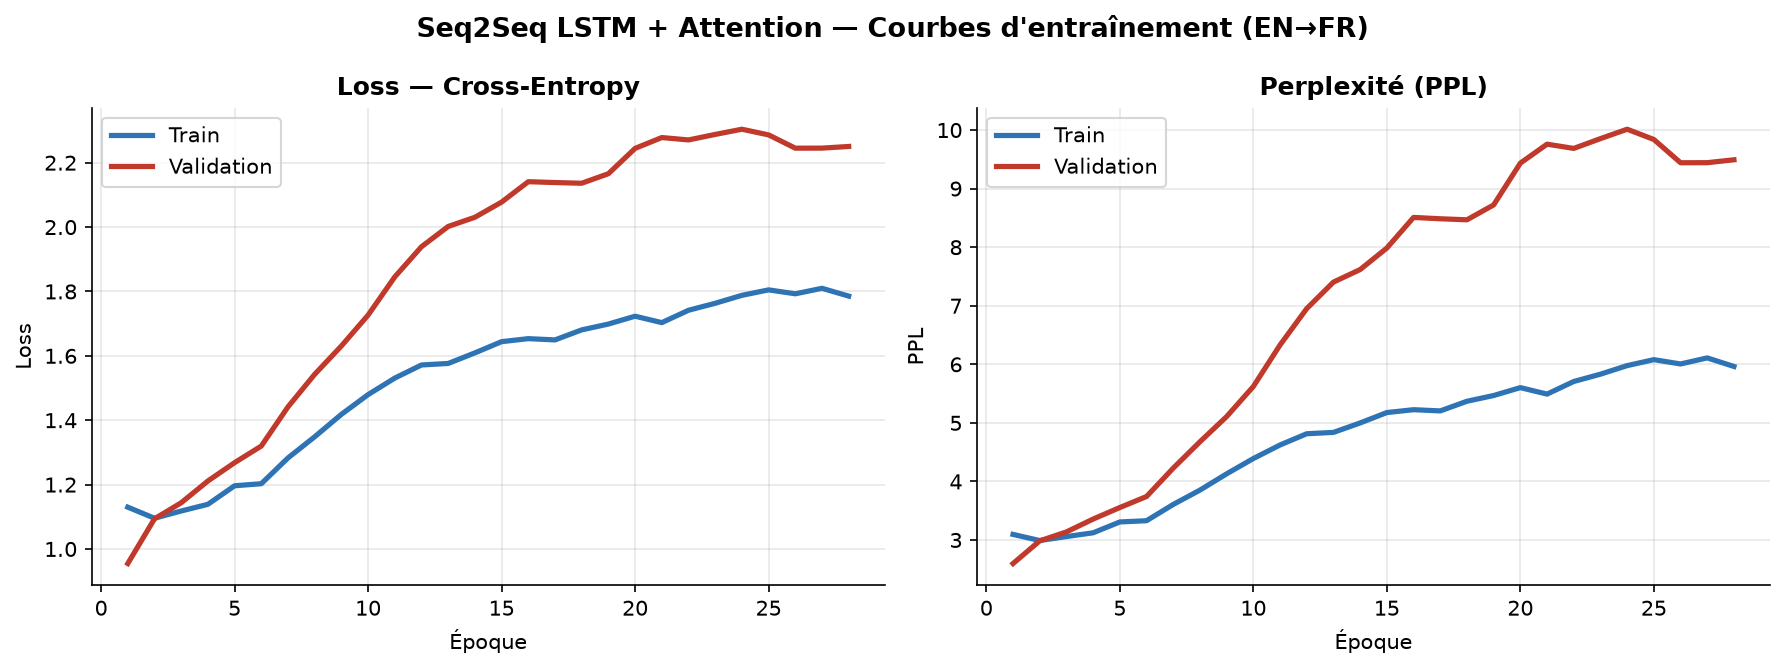 Seq2Seq LSTM + Attention — Courbes d'entraînement (EN→FR)
Loss — Cross-Entropy
Train
Validation
2.2
2.0
1.8
1.6
1.4
1.2
1.0
Loss
0 5 10 15 20 25
Époque
Perplexité (PPL)
Train
Validation
10
9
8
7
6
5
4
3
PPL
0 5 10 15 20 25
Époque